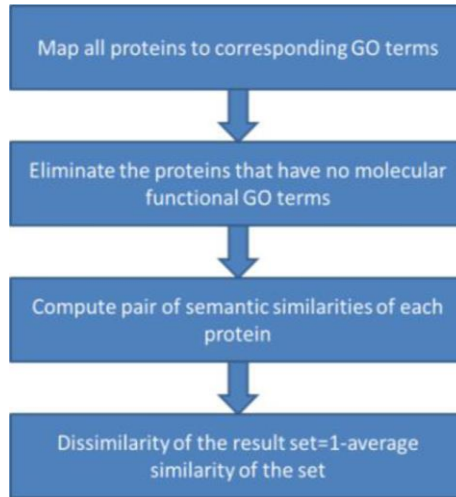 Map all proteins to corresponding GO terms
Eliminate the proteins that have no molecular
functional GO terms
Compute pair of semantic similarities of each
protein
Dissimilarity of the result set=1-average
similarity of the set